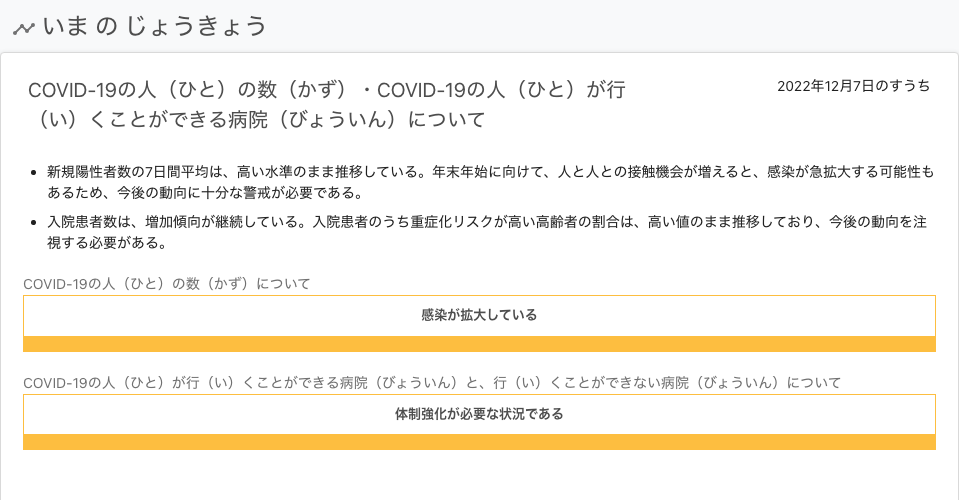 いま の じょうきょう
COVID-19の人（ひと）の数（かず）・COVID-19の人（ひと）が行
（い）くことができる病院（びょういん）について
2022年12月7日のすうち
• 新規陽性者数の7日間平均は、高い水準のまま推移している。年末年始に向けて、人と人との接触機会が増えると、感染が急拡大する可能性も
あるため、今後の動向に十分な警戒が必要である。
• 入院患者数は、増加傾向が継続している。入院患者のうち重症化リスクが高い高齢者の割合は、高い値のまま推移しており、今後の動向を注
視する必要がある。
COVID-19の人（ひと）の数（かず）について
感染が拡大している
COVID-19の人（ひと）が行（い）くことができる病院（びょういん）と、行（い）くことができない病院（びょういん）について
体制強化が必要な状況である